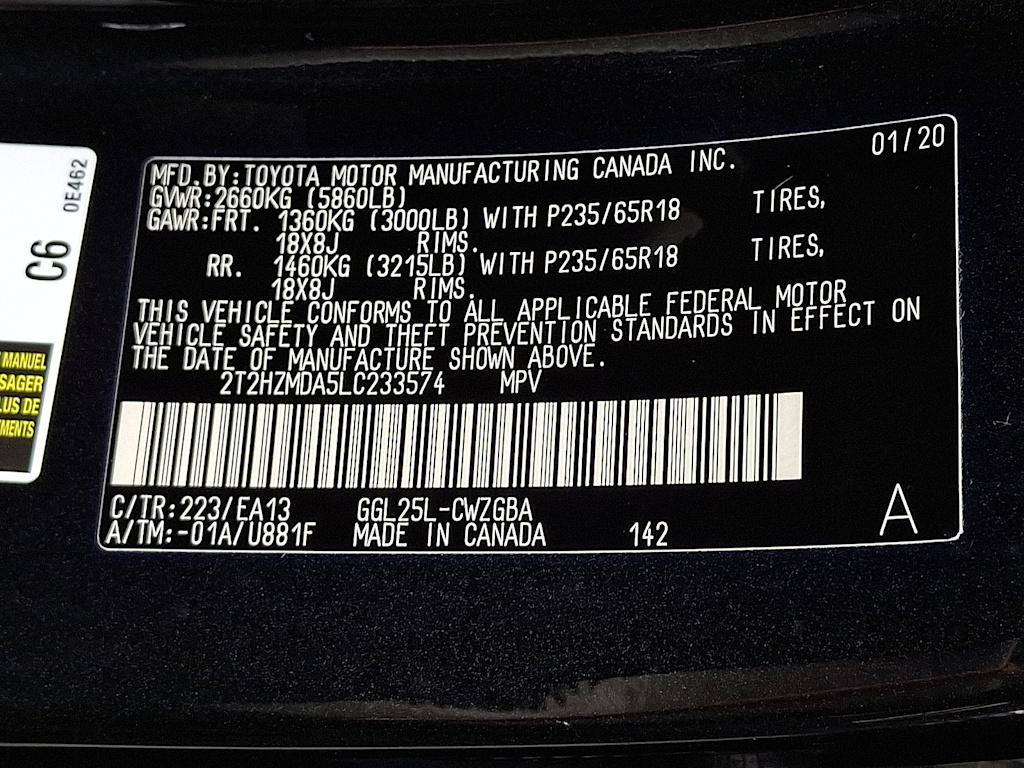 01/20
MFD.BY:TOYOTA MOTOR MANUFACTURING CANADA INC.
GVWR:2660KG (5860LB)
GAWR:FRT. 1360KG (3000LB) WITH P235/65R18 TIRES,
18X8J RIMS.
RR. 1460KG (3215LB) WITH P235/65R18 TIRES,
18X8J RIMS.
THIS VEHICLE CONFORMS TO ALL APPLICABLE FEDERAL MOTOR
VEHICLE SAFETY AND THEFT PREVENTION STANDARDS IN EFFECT ON
THE DATE OF MANUFACTURE SHOWN ABOVE.
2T2HZMDA5LC233574 MPV
C/TR:223/EA13 GGL25L-CWZGBA
A/TM:-01A/U881F MADE IN CANADA 142
A
0E462
C6
MANUEL
SAGER
LUS DE
MENTS